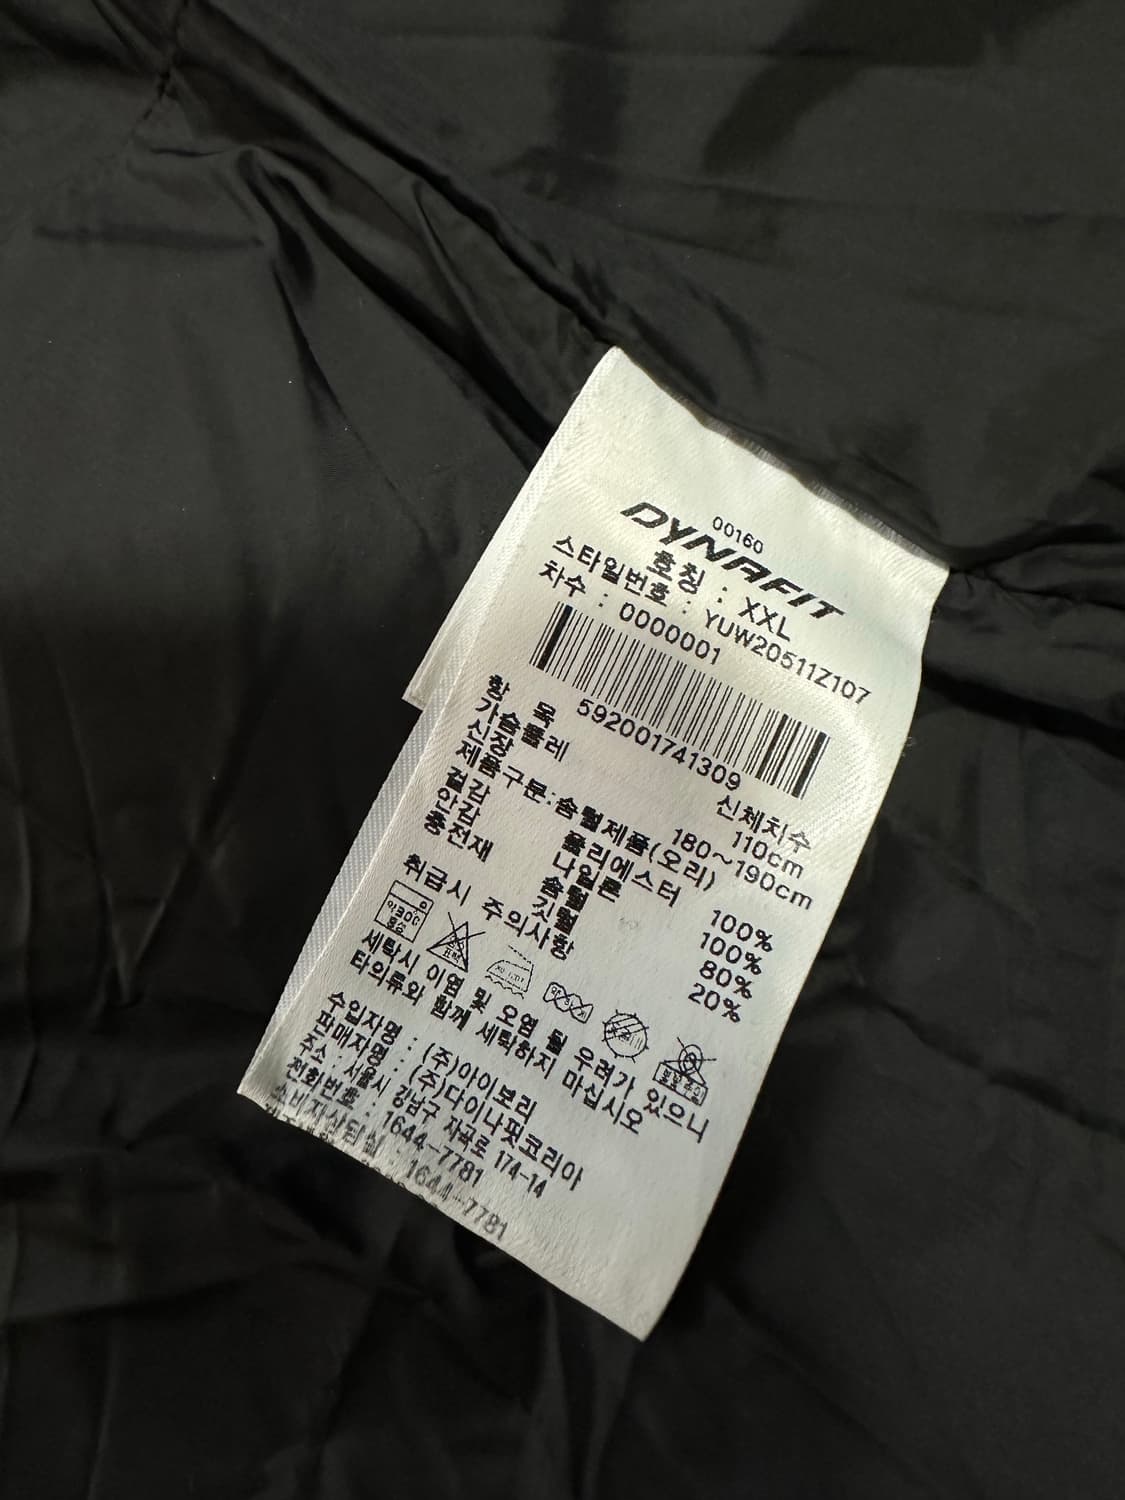 00160
DYNAFIT
호칭 : XXL
스타일번호 : YUW20511Z107
차수 : 0000001
592001741309
항 목 신체치수
가슴둘레 110cm
신장 180~190cm
제품구분:솜털제품(오리)
겉감 폴리에스터 100%
안감 나일론 100%
충전재 솜털 80%
깃털 20%
취급시 주의사항
세탁시 이염 및 오염 될 우려가 있으니
타의류와 함께 세탁하지 마십시오
수입자명 : (주)아이보리
판매자명 : (주)다이나핏코리아
주소 : 서울시 강남구 자곡로 174-14
전화번호 : 1644-7781
소비자상담실 : 1644-7781